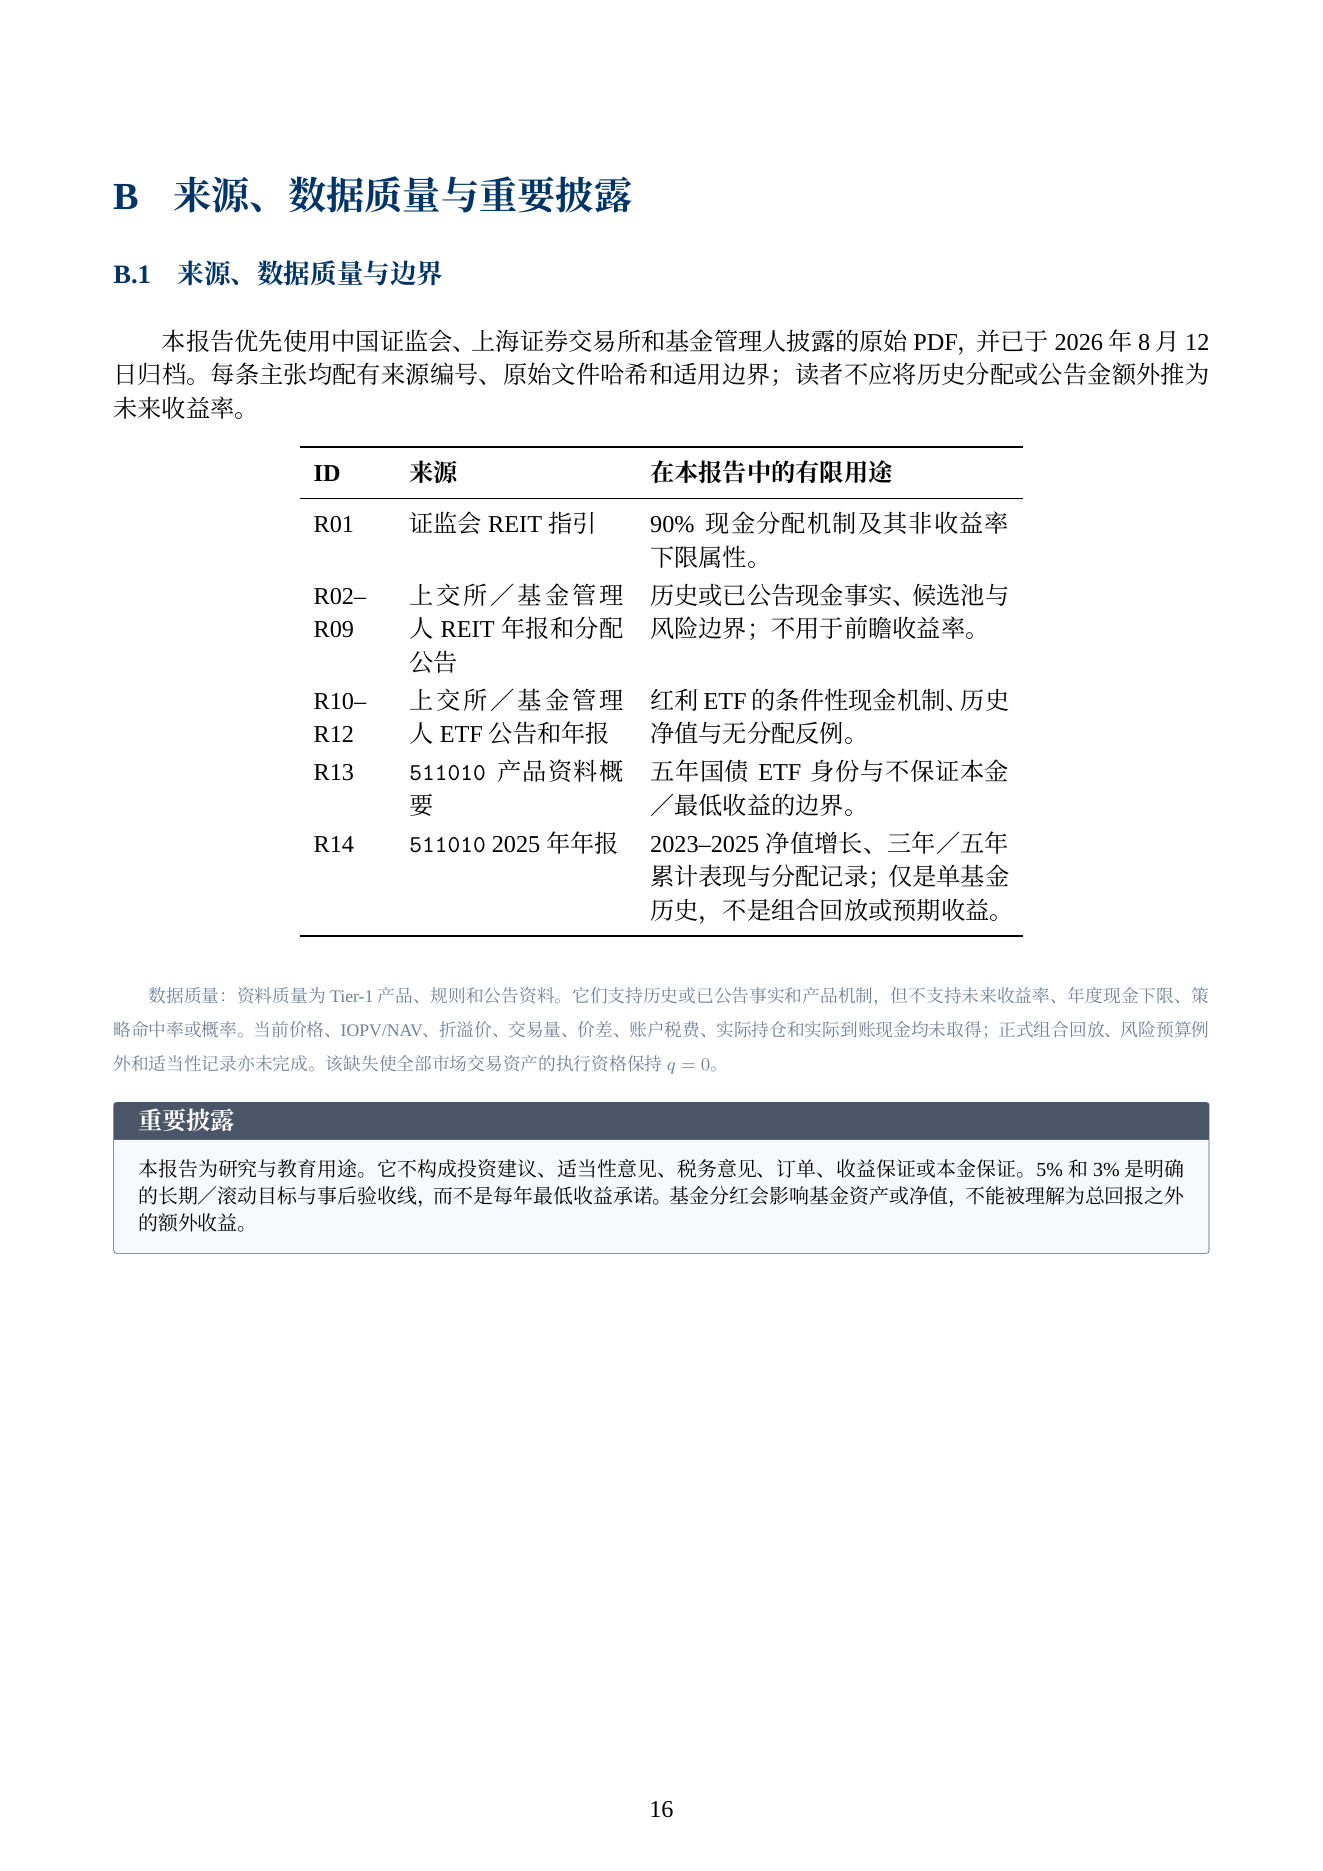 B 来源、数据质量与重要披露
B.1 来源、数据质量与边界
本报告优先使用中国证监会、上海证券交易所和基金管理人披露的原始 PDF，并已于 2026 年 8 月 12
日归档。每条主张均配有来源编号、原始文件哈希和适用边界；读者不应将历史分配或公告金额外推为
未来收益率。
ID 来源 在本报告中的有限用途
R01 证监会 REIT 指引 90% 现金分配机制及其非收益率
下限属性。
R02– 上交所／基金管理 历史或已公告现金事实、候选池与
R09 人 REIT 年报和分配 风险边界；不用于前瞻收益率。
公告
R10– 上交所／基金管理 红利 ETF 的条件性现金机制、历史
R12 人 ETF 公告和年报 净值与无分配反例。
R13 511010 产品资料概 五年国债 ETF 身份与不保证本金
要 ／最低收益的边界。
R14 511010 2025 年年报 2023–2025 净值增长、三年／五年
累计表现与分配记录；仅是单基金
历史，不是组合回放或预期收益。
数据质量：资料质量为 Tier-1 产品、规则和公告资料。它们支持历史或已公告事实和产品机制，但不支持未来收益率、年度现金下限、策
略命中率或概率。当前价格、IOPV/NAV、折溢价、交易量、价差、账户税费、实际持仓和实际到账现金均未取得；正式组合回放、风险预算例
外和适当性记录亦未完成。该缺失使全部市场交易资产的执行资格保持 q = 0。
重要披露
本报告为研究与教育用途。它不构成投资建议、适当性意见、税务意见、订单、收益保证或本金保证。5% 和 3% 是明确
的长期／滚动目标与事后验收线，而不是每年最低收益承诺。基金分红会影响基金资产或净值，不能被理解为总回报之外
的额外收益。
16